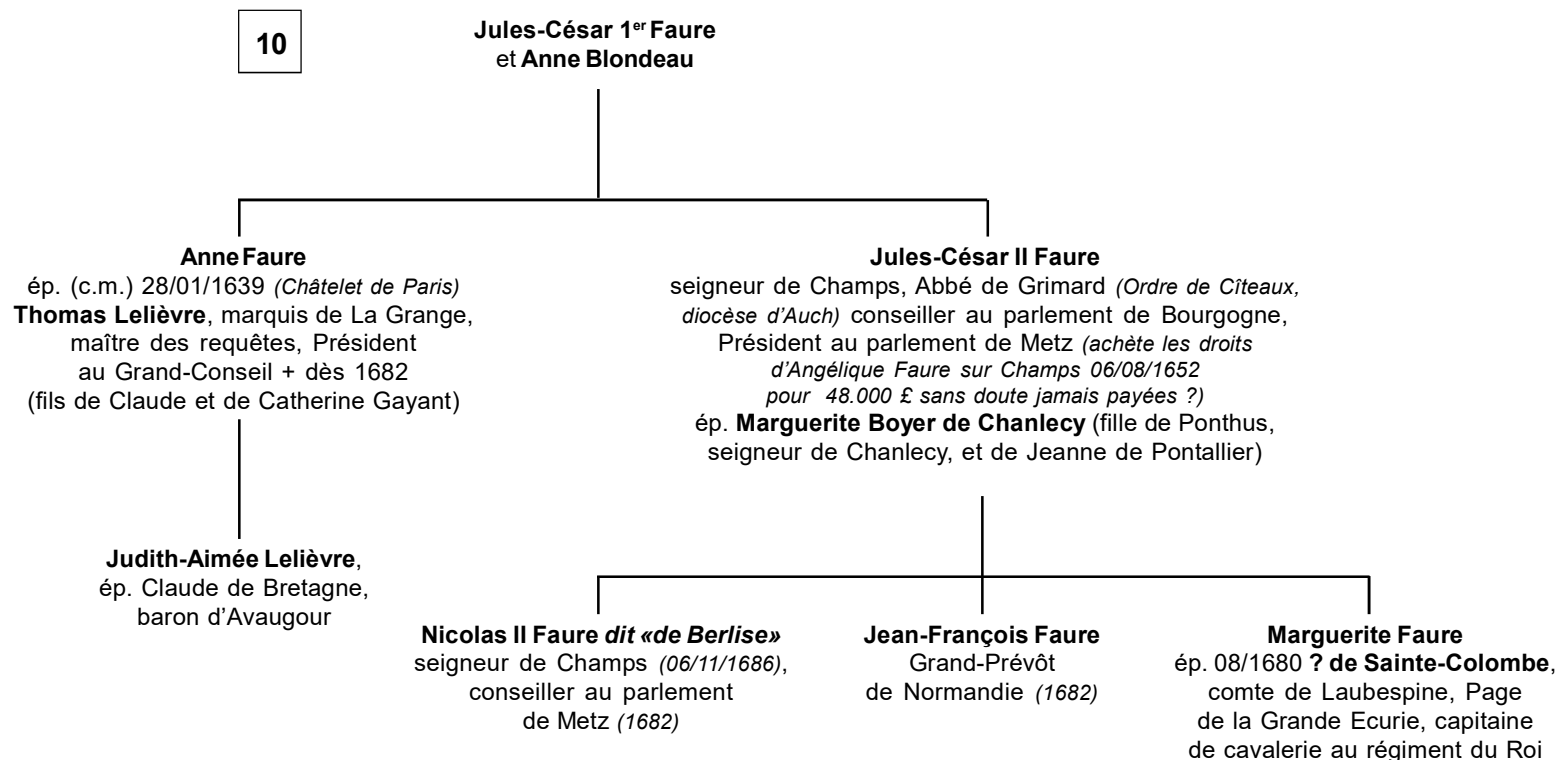 10
Jules-César 1er Faure
et Anne Blondeau
Anne Faure
ép. (c.m.) 28/01/1639 (Châtelet de Paris)
Thomas Lelièvre, marquis de La Grange,
maître des requêtes, Président
au Grand-Conseil + dès 1682
(fils de Claude et de Catherine Gayant)
Jules-César II Faure
seigneur de Champs, Abbé de Grimard (Ordre de Cîteaux,
diocèse d'Auch) conseiller au parlement de Bourgogne,
Président au parlement de Metz (achète les droits
d'Angélique Faure sur Champs 06/08/1652
pour 48.000 £ sans doute jamais payées ?)
ép. Marguerite Boyer de Chanlecy (fille de Ponthus,
seigneur de Chanlecy, et de Jeanne de Pontallier)
Judith-Aimée Lelièvre,
ép. Claude de Bretagne,
baron d'Avaugour
Nicolas II Faure dit «de Berlise»
seigneur de Champs (06/11/1686),
conseiller au parlement
de Metz (1682)
Jean-François Faure
Grand-Prévôt
de Normandie (1682)
Marguerite Faure
ép. 08/1680 ? de Sainte-Colombe,
comte de Laubespine, Page
de la Grande Ecurie, capitaine
de cavalerie au régiment du Roi